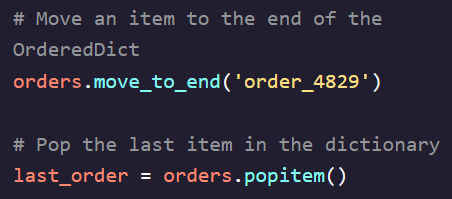 # Move an item to the end of the
OrderedDict
orders.move_to_end('order_4829')

# Pop the last item in the dictionary
last_order = orders.popitem()